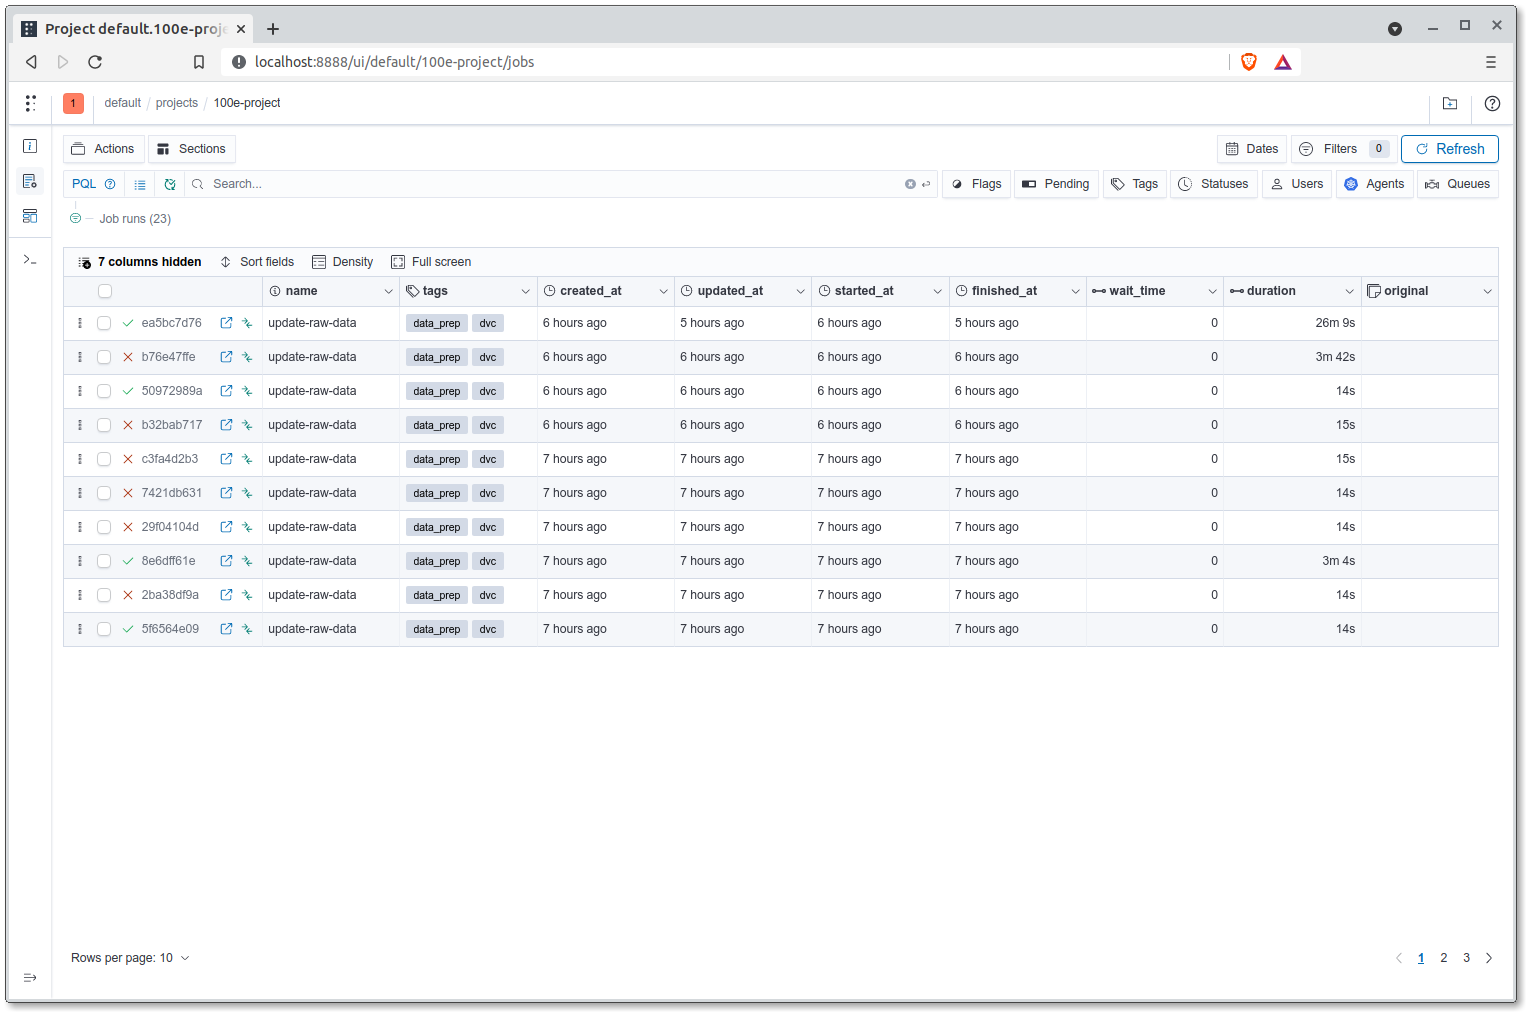 Project default.100e-proje
localhost:8888/ui/default/100e-project/jobs
1 default / projects / 100e-project
Actions Sections Dates Filters 0 Refresh
PQL Search... Flags Pending Tags Statuses Users Agents Queues
Job runs (23)
7 columns hidden Sort fields Density Full screen
name tags created_at updated_at started_at finished_at wait_time duration original
ea5bc7d76 update-raw-data data_prep dvc 6 hours ago 5 hours ago 6 hours ago 5 hours ago 0 26m 9s
b76e47ffe update-raw-data data_prep dvc 6 hours ago 6 hours ago 6 hours ago 6 hours ago 0 3m 42s
50972989a update-raw-data data_prep dvc 6 hours ago 6 hours ago 6 hours ago 6 hours ago 0 14s
b32bab717 update-raw-data data_prep dvc 6 hours ago 6 hours ago 6 hours ago 6 hours ago 0 15s
c3fa4d2b3 update-raw-data data_prep dvc 7 hours ago 7 hours ago 7 hours ago 7 hours ago 0 15s
7421db631 update-raw-data data_prep dvc 7 hours ago 7 hours ago 7 hours ago 7 hours ago 0 14s
29f04104d update-raw-data data_prep dvc 7 hours ago 7 hours ago 7 hours ago 7 hours ago 0 14s
8e6dff61e update-raw-data data_prep dvc 7 hours ago 7 hours ago 7 hours ago 7 hours ago 0 3m 4s
2ba38df9a update-raw-data data_prep dvc 7 hours ago 7 hours ago 7 hours ago 7 hours ago 0 14s
5f6564e09 update-raw-data data_prep dvc 7 hours ago 7 hours ago 7 hours ago 7 hours ago 0 14s
Rows per page: 10 1 2 3